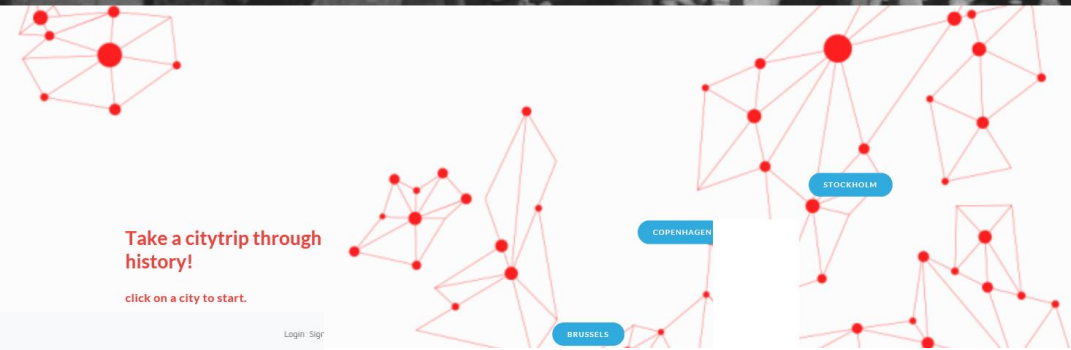 STOCKHOLM
COPENHAGEN
Take a citytrip through
history!
click on a city to start.
Login
BRUSSELS